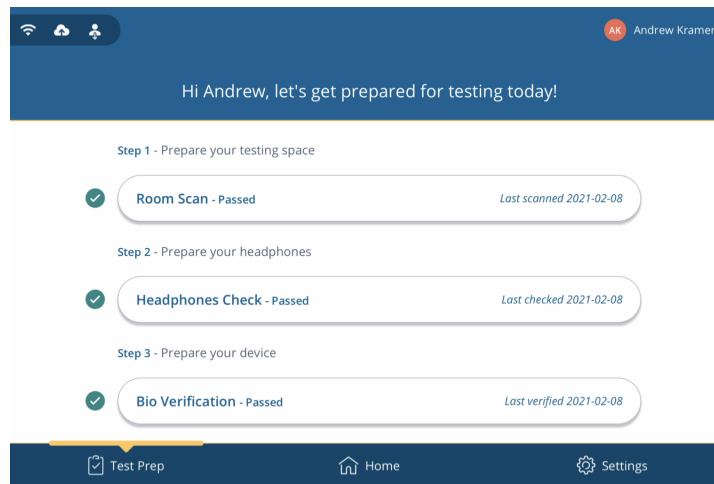 AK Andrew Kramer
Hi Andrew, let's get prepared for testing today!
Step 1 - Prepare your testing space
Room Scan - Passed Last scanned 2021-02-08
Step 2 - Prepare your headphones
Headphones Check - Passed Last checked 2021-02-08
Step 3 - Prepare your device
Bio Verification - Passed Last verified 2021-02-08
Test Prep Home Settings